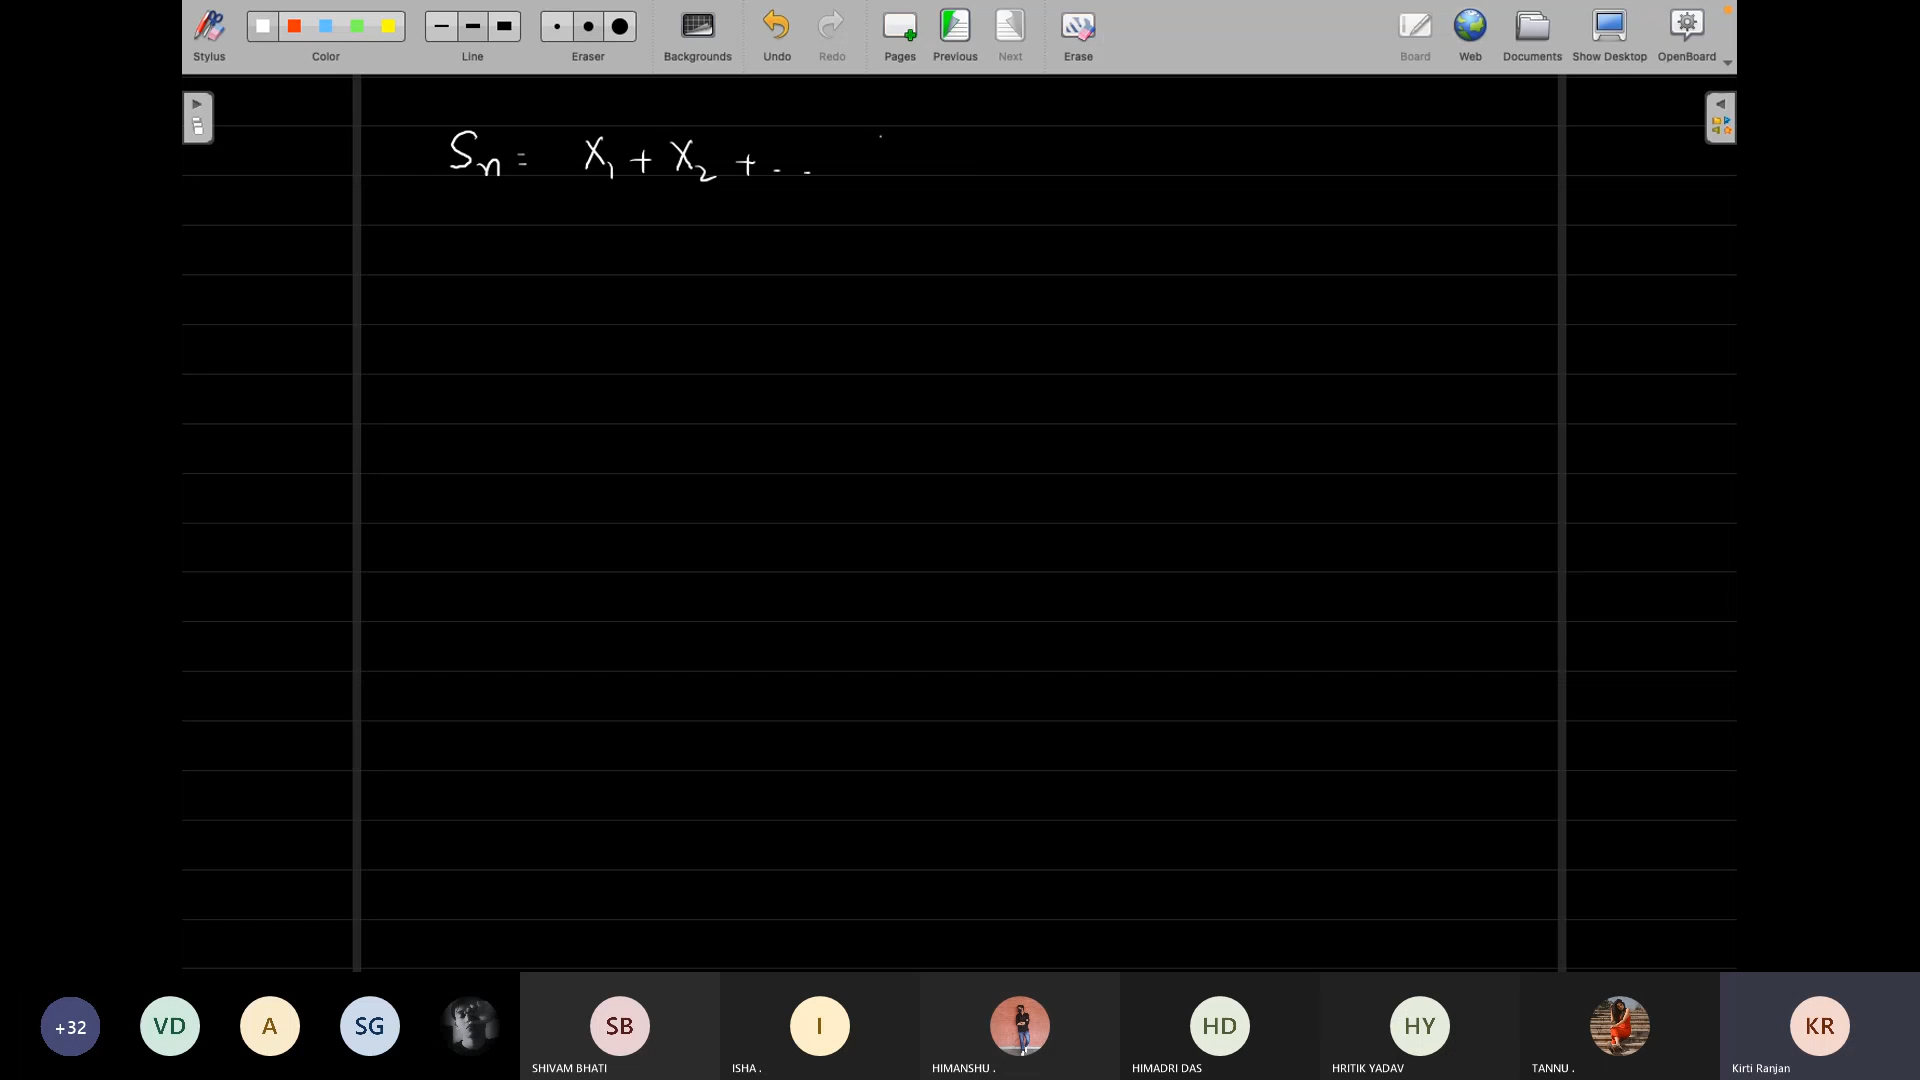 Stylus Color Line Eraser Backgrounds Undo Redo Pages Previous Next Erase Board Web Documents Show Desktop OpenBoard
Sn = X1 + X2 + . .
+32 VD A SG SB I HD HY KR
SHIVAM BHATI ISHA . HIMANSHU . HIMADRI DAS HRITIK YADAV TANNU . Kirti Ranjan